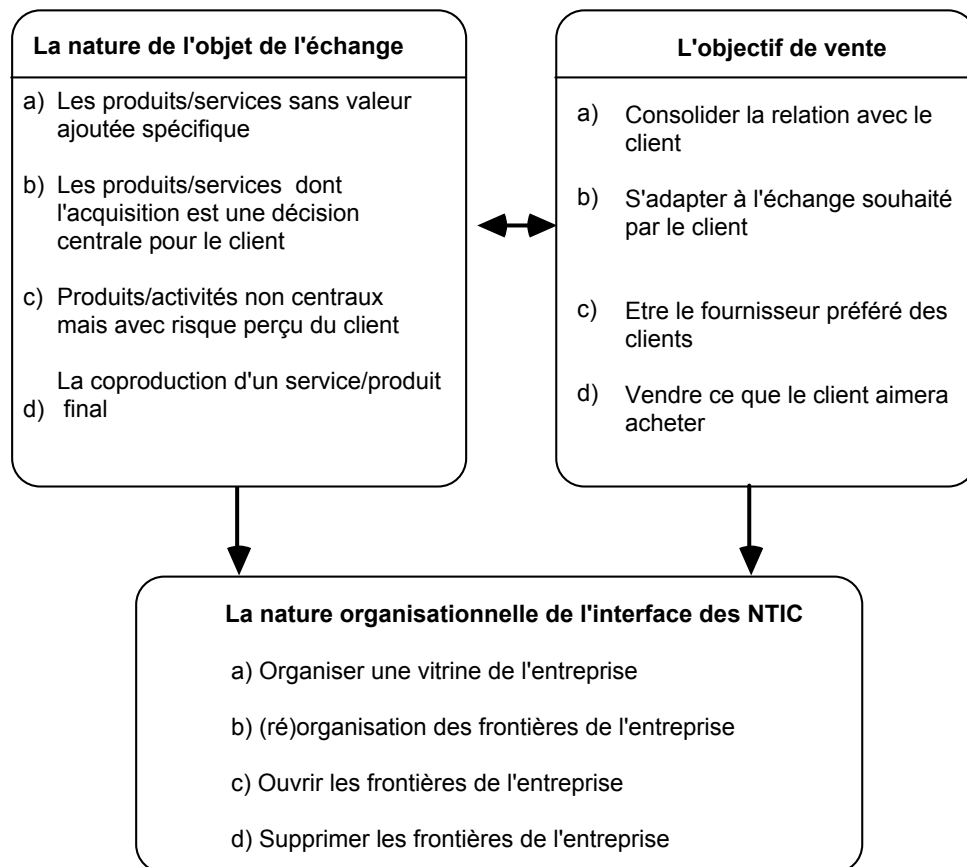 La nature de l'objet de l'échange
a) Les produits/services sans valeur
ajoutée spécifique
b) Les produits/services dont
l'acquisition est une décision
centrale pour le client
c) Produits/activités non centraux
mais avec risque perçu du client
La coproduction d'un service/produit
d) final
L'objectif de vente
a) Consolider la relation avec le
client
b) S'adapter à l'échange souhaité
par le client
c) Etre le fournisseur préféré des
clients
d) Vendre ce que le client aimera
acheter
La nature organisationnelle de l'interface des NTIC
a) Organiser une vitrine de l'entreprise
b) (ré)organisation des frontières de l'entreprise
c) Ouvrir les frontières de l'entreprise
d) Supprimer les frontières de l'entreprise